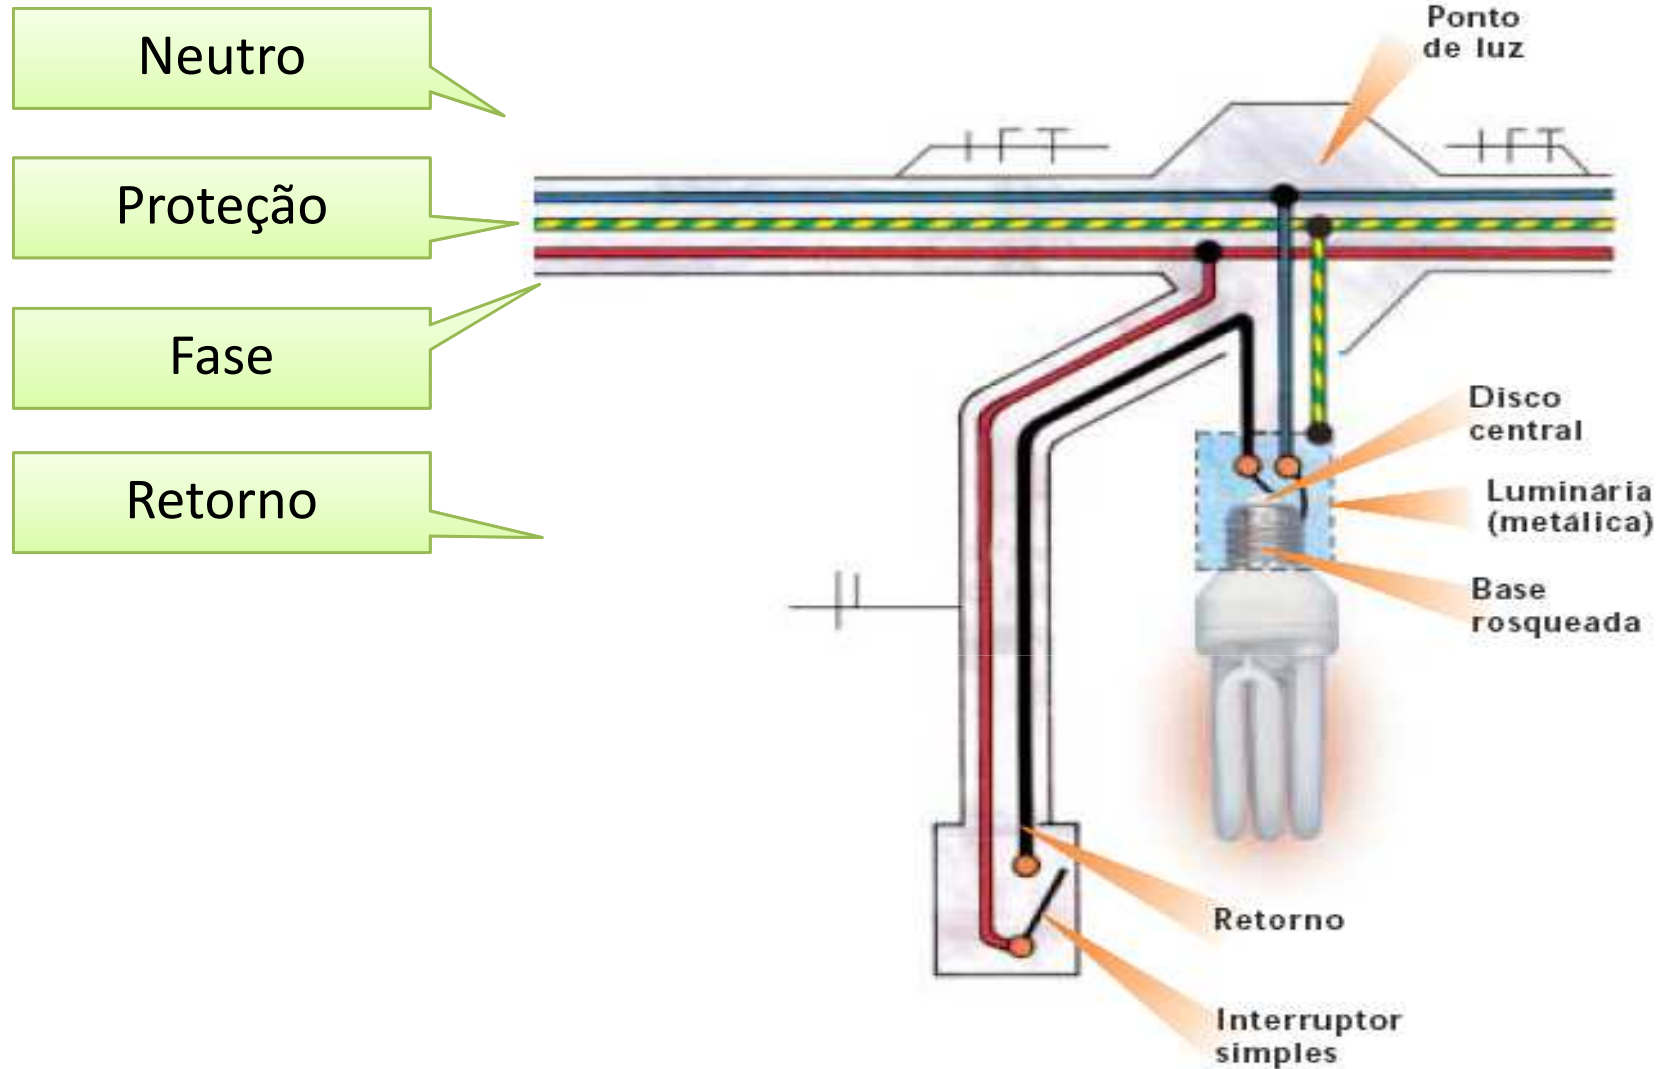 Neutro
Proteção
Fase
Retorno
Ponto
de luz
Disco
central
Luminária
(metálica)
Base
rosqueada
Retorno
Interruptor
simples